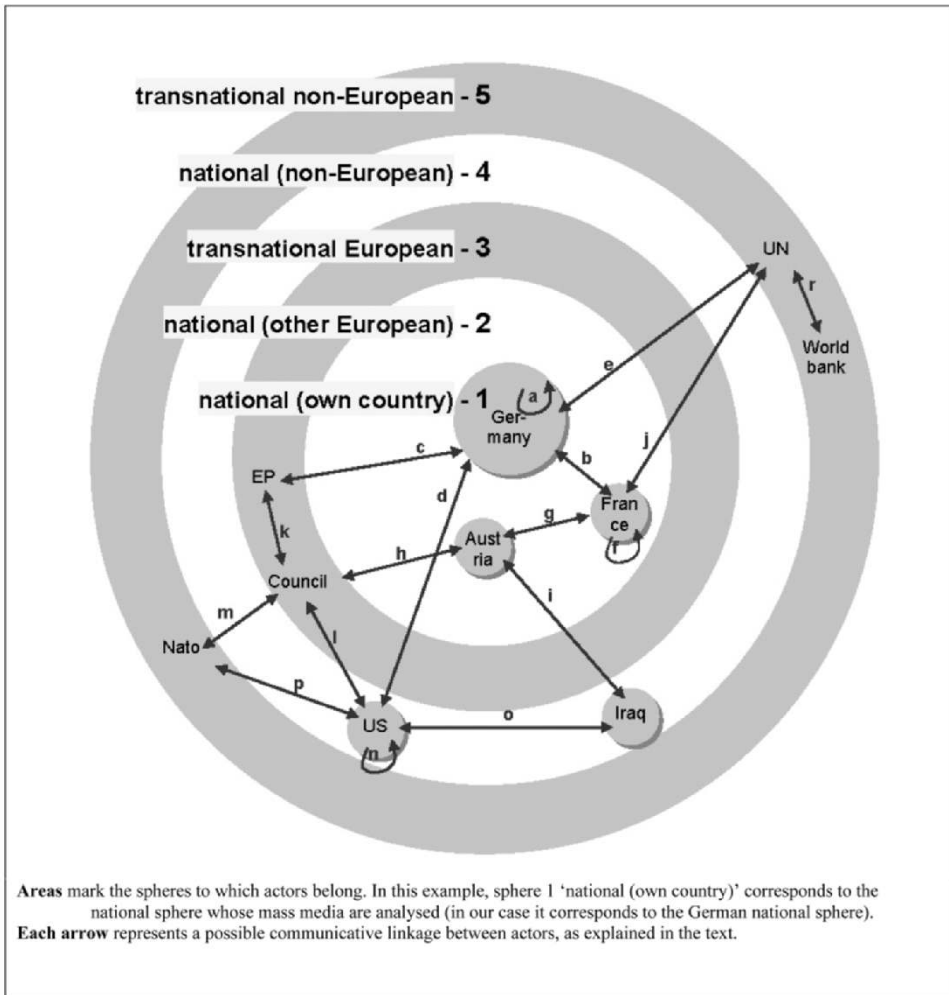 transnational non-European - 5
national (non-European) - 4
transnational European - 3
UN
r
national (other European) - 2
World
bank
e
national (own country) - 1
a
Ger-
many
j
c
b
EP
d
Fran
ce
g
k
Aust
ria
f
h
Council
i
m
l
Nato
p
US
o
Iraq
n
Areas mark the spheres to which actors belong. In this example, sphere 1 ‘national (own country)’ corresponds to the
national sphere whose mass media are analysed (in our case it corresponds to the German national sphere).
Each arrow represents a possible communicative linkage between actors, as explained in the text.